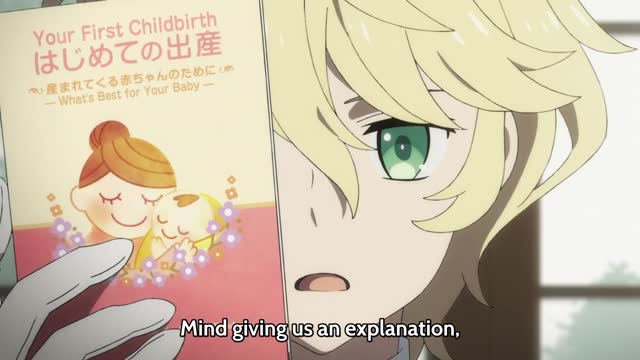 Your First Childbirth
はじめての出産
産まれてくる赤ちゃんのために
— What's Best for Your Baby —
Mind giving us an explanation,